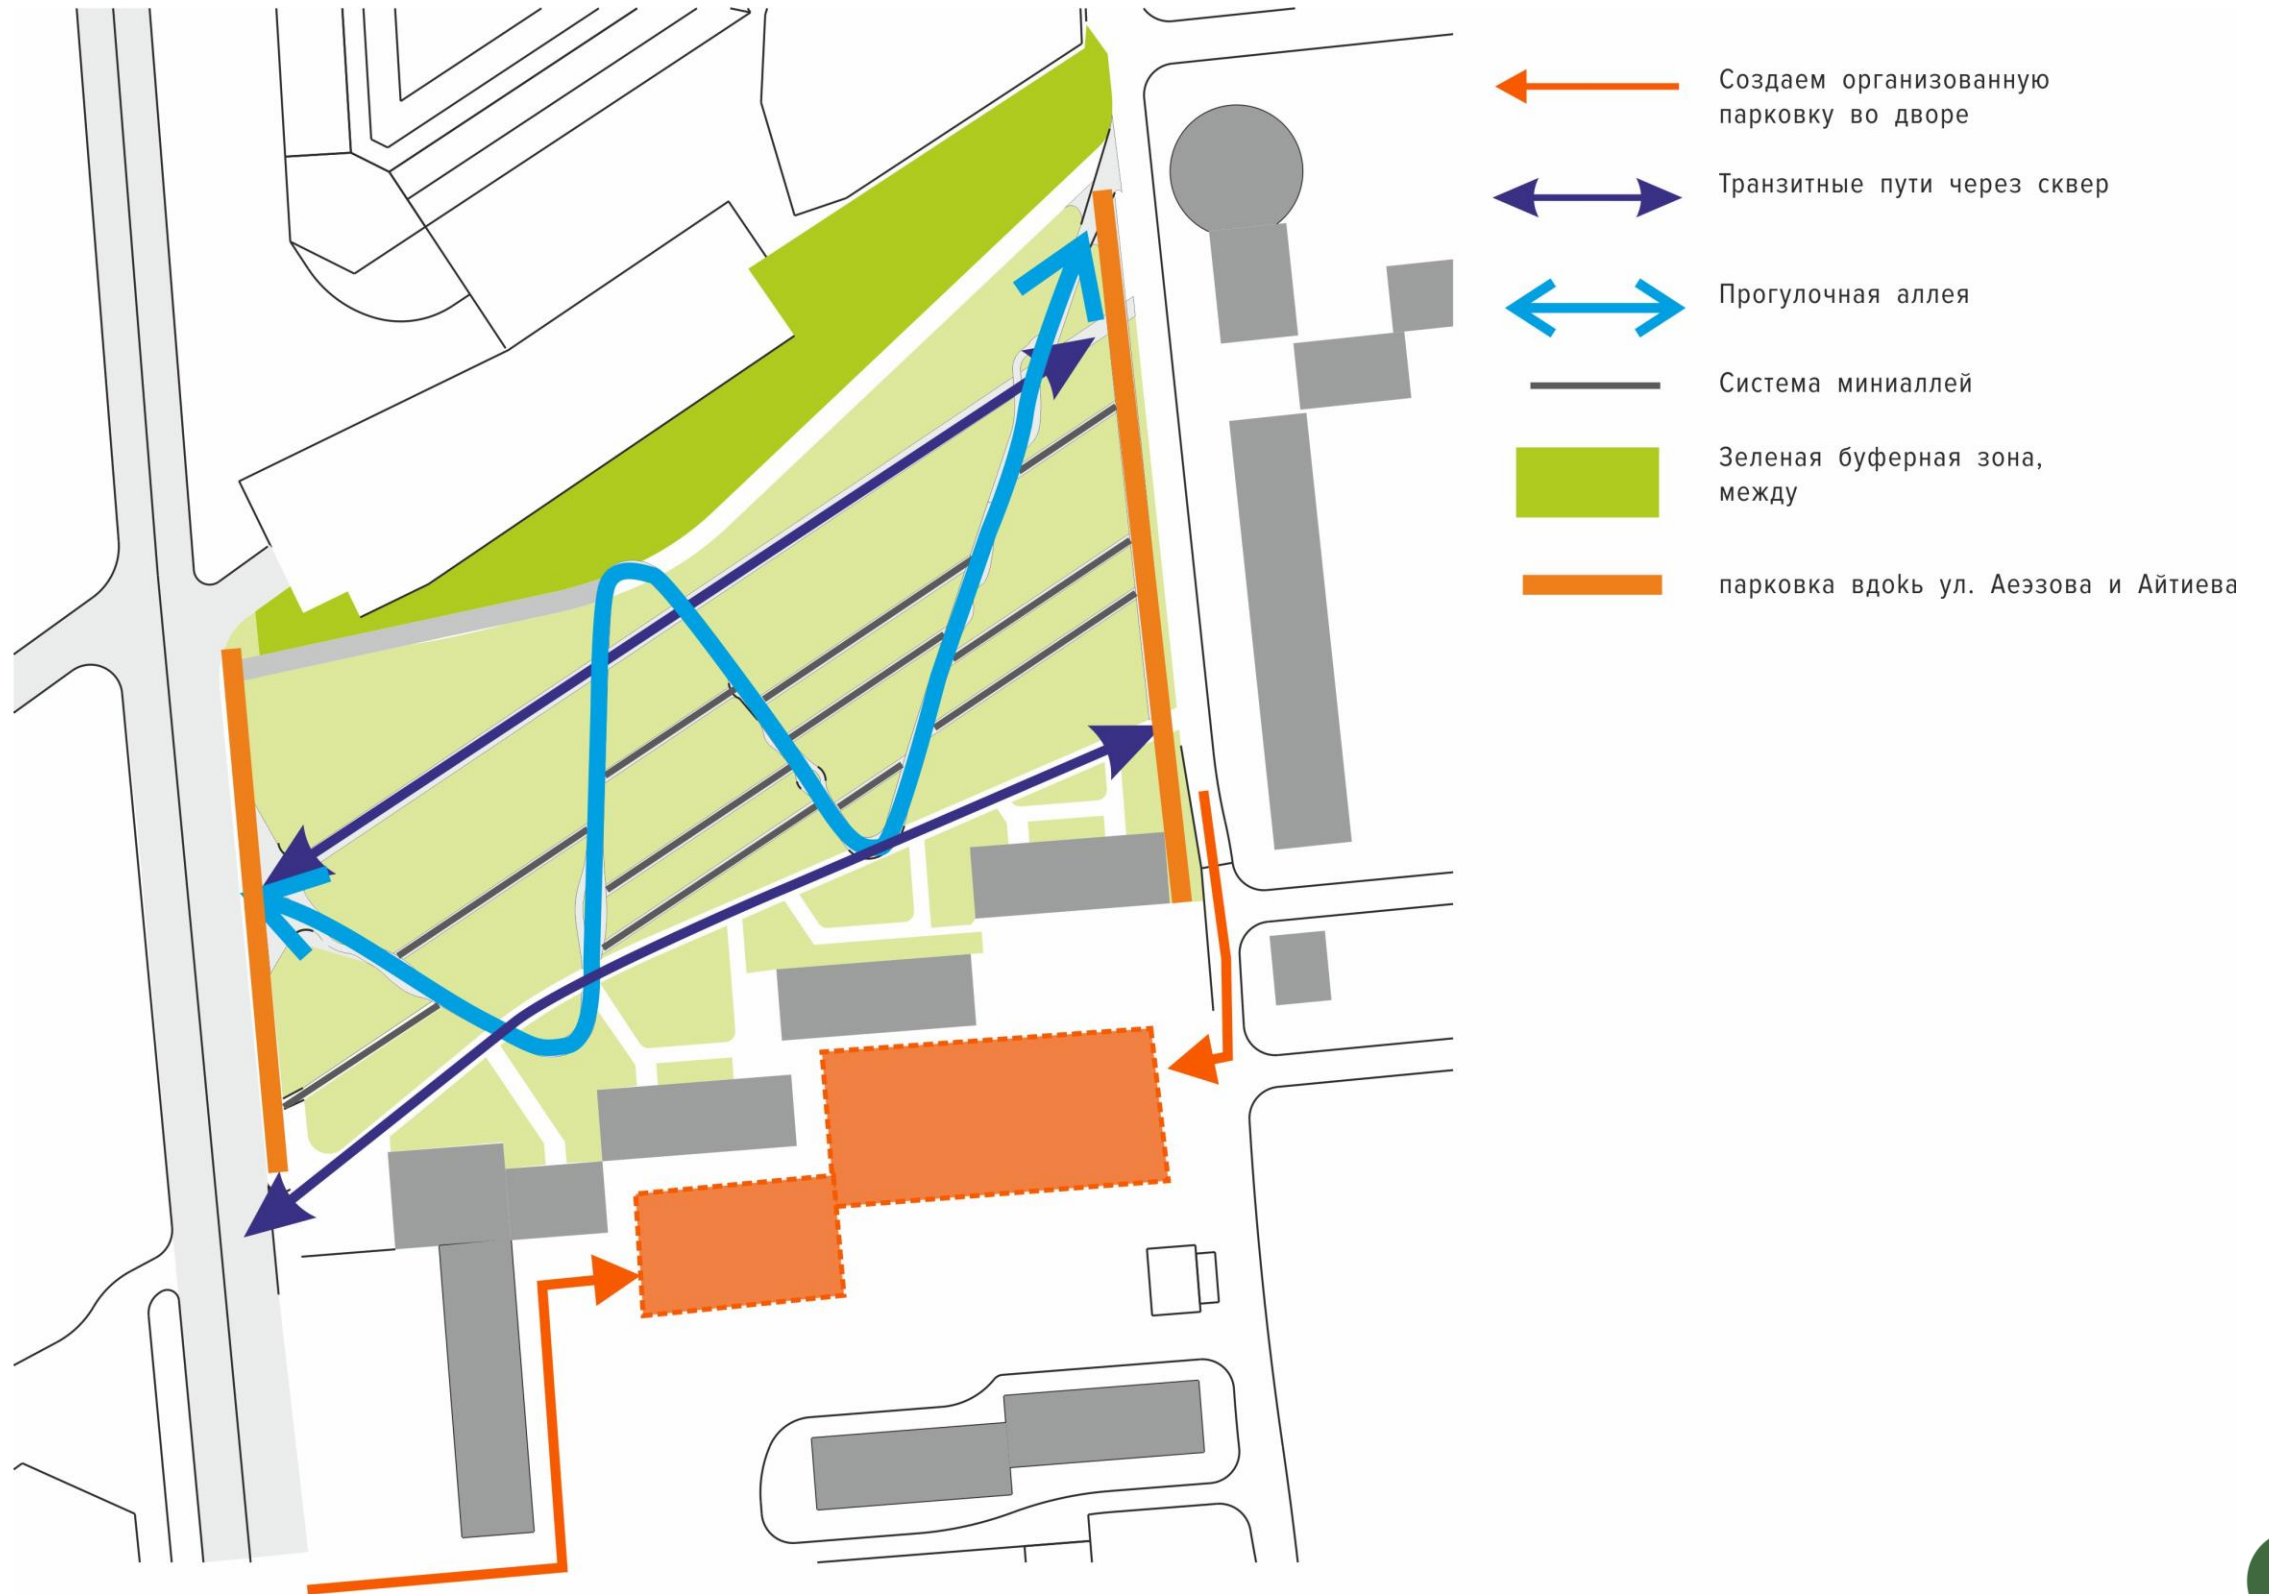 Создаем организованную
парковку во дворе
Транзитные пути через сквер
Прогулочная аллея
Система миниаллей
Зеленая буферная зона,
между
парковка вдокь ул. Аеэзова и Айтиева